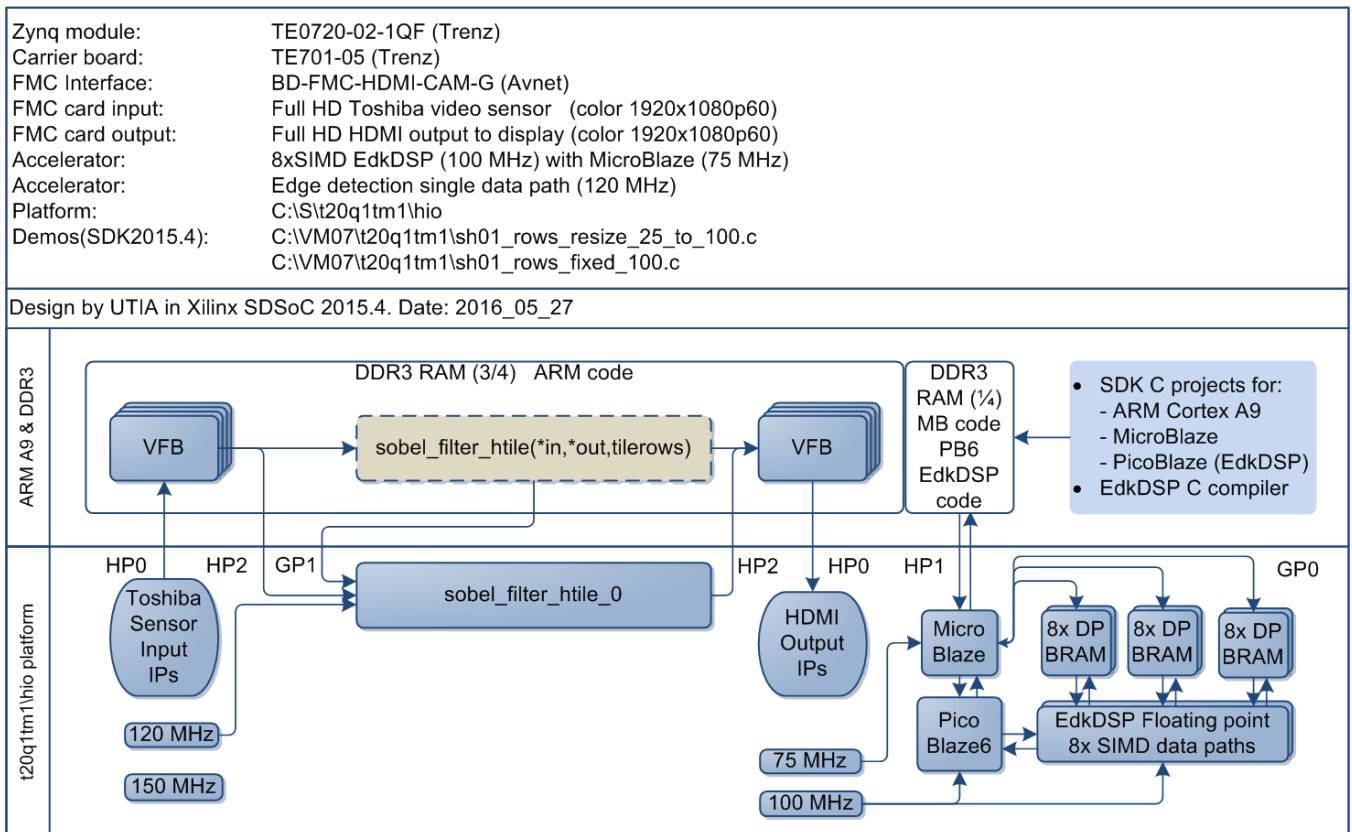 Zynq module: TE0720-02-1QF (Trenz)
Carrier board: TE701-05 (Trenz)
FMC Interface: BD-FMC-HDMI-CAM-G (Avnet)
FMC card input: Full HD Toshiba video sensor (color 1920x1080p60)
FMC card output: Full HD HDMI output to display (color 1920x1080p60)
Accelerator: 8xSIMD EdkDSP (100 MHz) with MicroBlaze (75 MHz)
Accelerator: Edge detection single data path (120 MHz)
Platform: C:\S\t20q1tm1\hio
Demos(SDK2015.4): C:\VM07\t20q1tm1\sh01_rows_resize_25_to_100.c
C:\VM07\t20q1tm1\sh01_rows_fixed_100.c
Design by UTIA in Xilinx SDSoC 2015.4. Date: 2016_05_27
ARM A9 & DDR3
DDR3 RAM (3/4) ARM code
VFB
sobel_filter_htile(*in,*out,tilerows)
VFB
DDR3
RAM (¼)
MB code
PB6
EdkDSP
code
• SDK C projects for:
- ARM Cortex A9
- MicroBlaze
- PicoBlaze (EdkDSP)
• EdkDSP C compiler
t20q1tm1\hio platform
HP0
HP2
GP1
HP2
HP0
HP1
GP0
Toshiba
Sensor
Input
IPs
sobel_filter_htile_0
HDMI
Output
IPs
Micro
Blaze
8x DP
BRAM
8x DP
BRAM
8x DP
BRAM
Pico
Blaze6
EdkDSP Floating point
8x SIMD data paths
120 MHz
150 MHz
75 MHz
100 MHz